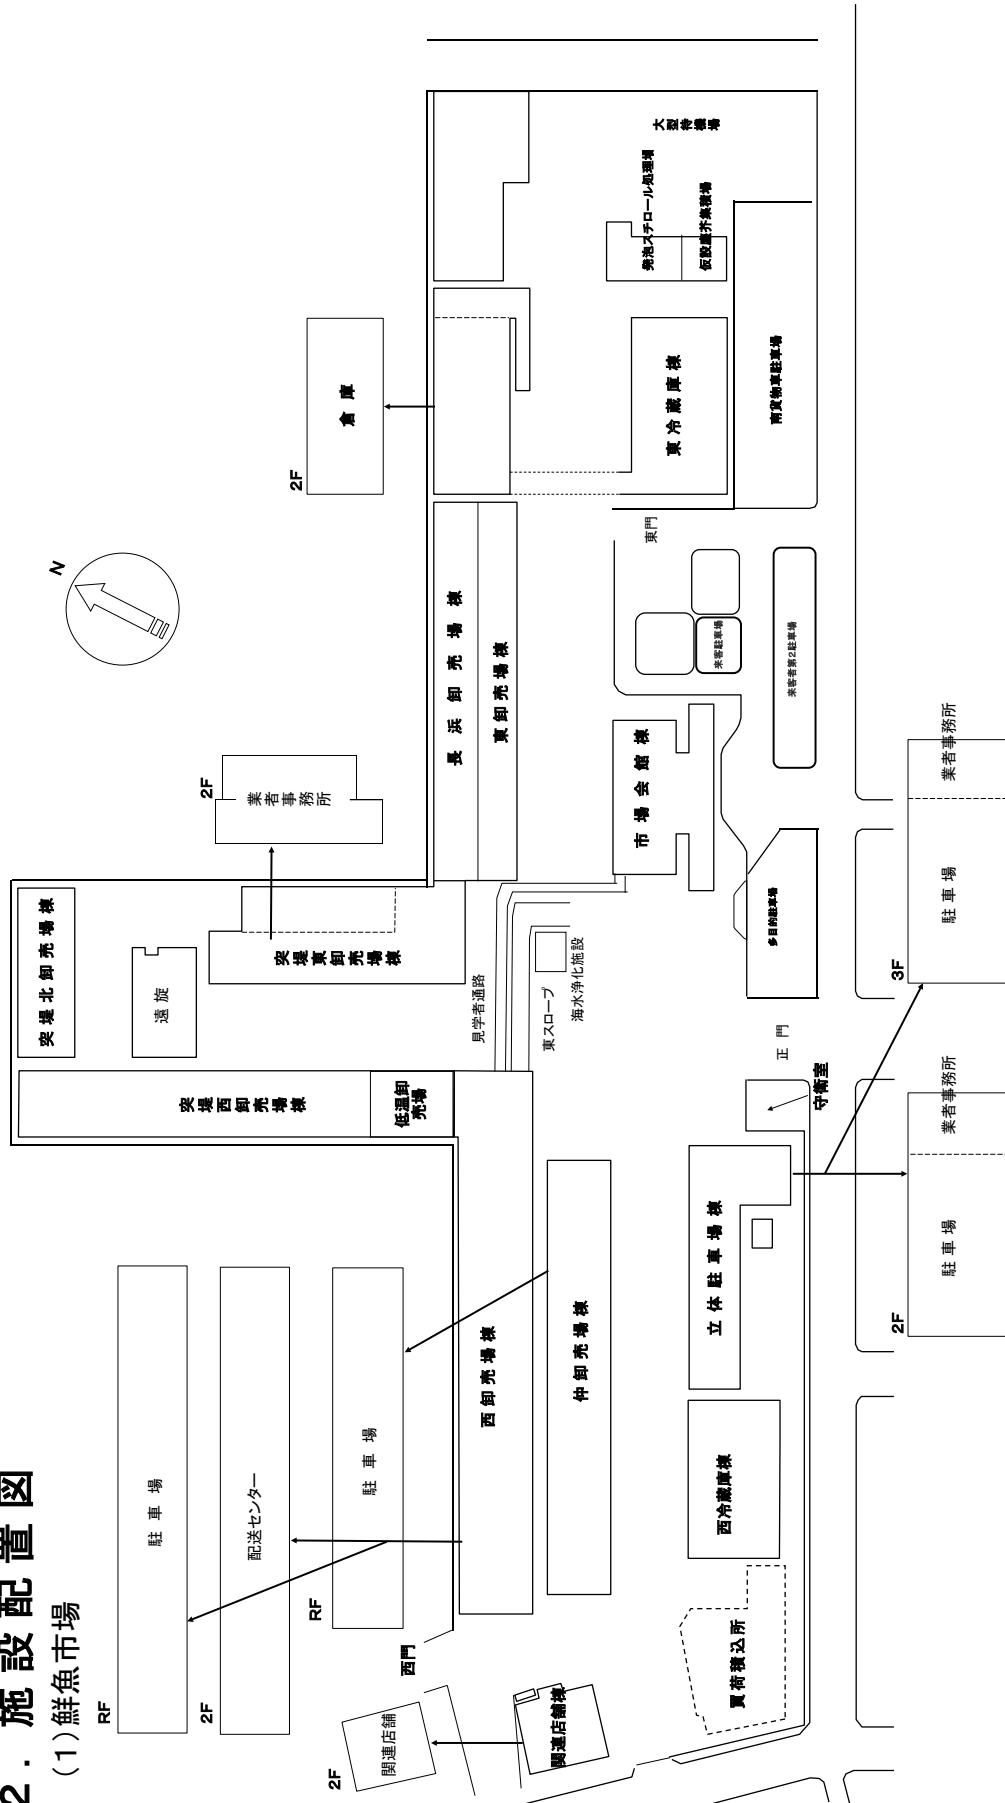 2．施設配置図
(1)鮮魚市場
RF
駐車場
2F
配送センター
RF
駐車場
2F
関連店舗
関連店舗棟
西門
西卸売場棟
仲卸売場棟
買荷積込所
西冷蔵庫棟
立体駐車場棟
守衛室
正門
2F
駐車場
業者事務所
3F
駐車場
業者事務所
突堤西卸売場棟
低温卸
売場
突堤北卸売場棟
遠旋
突堤東卸売場棟
2F
業者事務所
見学者通路
東スロープ
海水浄化施設
多目的駐車場
市場会館棟
長浜卸売場棟
東卸売場棟
来客駐車場
来客者第2駐車場
東門
N
2F
倉庫
東冷蔵庫棟
南貨物車駐車場
発泡スチロール処理場
仮設塵芥集積場
大型待機場